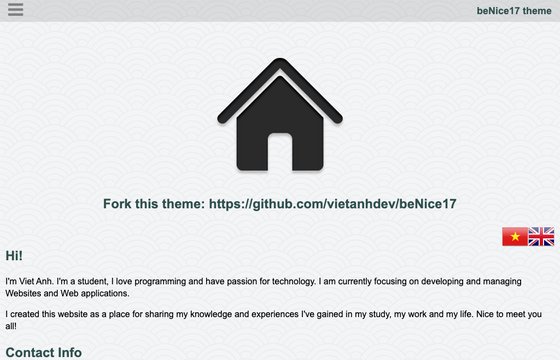 beNice17 theme
Fork this theme: https://github.com/vietanhdev/beNice17
Hi!
I'm Viet Anh. I'm a student, I love programming and have passion for technology. I am currently focusing on developing and managing
Websites and Web applications.
I created this website as a place for sharing my knowledge and experiences I've gained in my study, my work and my life. Nice to meet you
all!
Contact Info